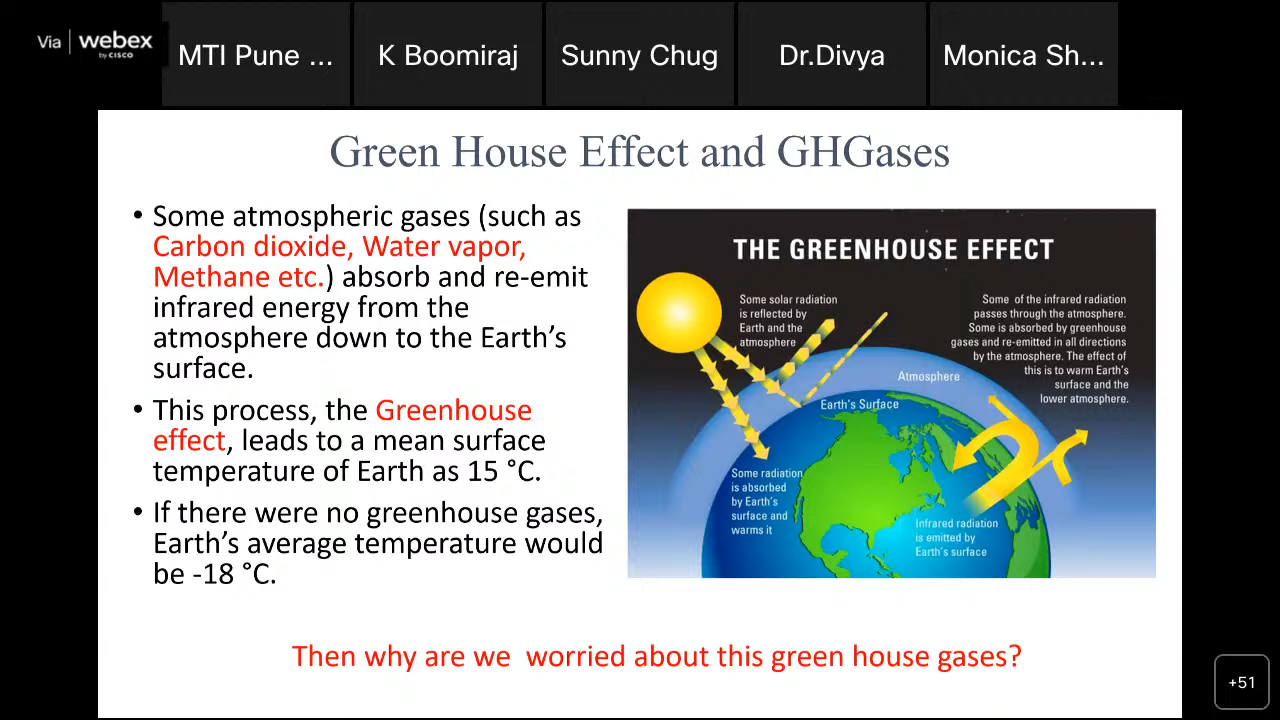 Via webex
by CISCO
MTI Pune ...
K Boomiraj
Sunny Chug
Dr.Divya
Monica Sh...
Green House Effect and GHGases
• Some atmospheric gases (such as
Carbon dioxide, Water vapor,
Methane etc.) absorb and re-emit
infrared energy from the
atmosphere down to the Earth's
surface.
• This process, the Greenhouse
effect, leads to a mean surface
temperature of Earth as 15 °C.
• If there were no greenhouse gases,
Earth's average temperature would
be -18 °C.
THE GREENHOUSE EFFECT
Some solar radiation
is reflected by
Earth and the
atmosphere
Some of the infrared radiation
passes through the atmosphere.
Some is absorbed by greenhouse
gases and re-emitted in all directions
by the atmosphere. The effect of
this is to warm Earth's
surface and the
lower atmosphere.
Atmosphere
Earth's Surface
Some radiation
is absorbed
by Earth's
surface and
warms it
Infrared radiation
is emitted by
Earth's surface
Then why are we worried about this green house gases?
+51